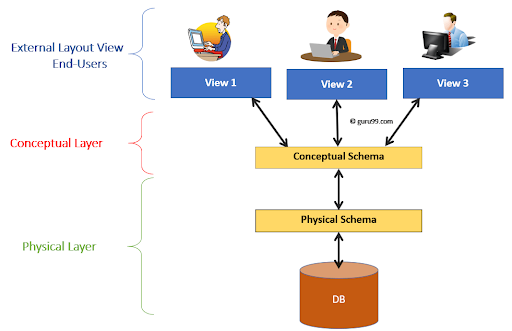 External Layout View
End-Users
View 1
View 2
View 3
© guru99.com
Conceptual Layer
Conceptual Schema
Physical Schema
Physical Layer
DB